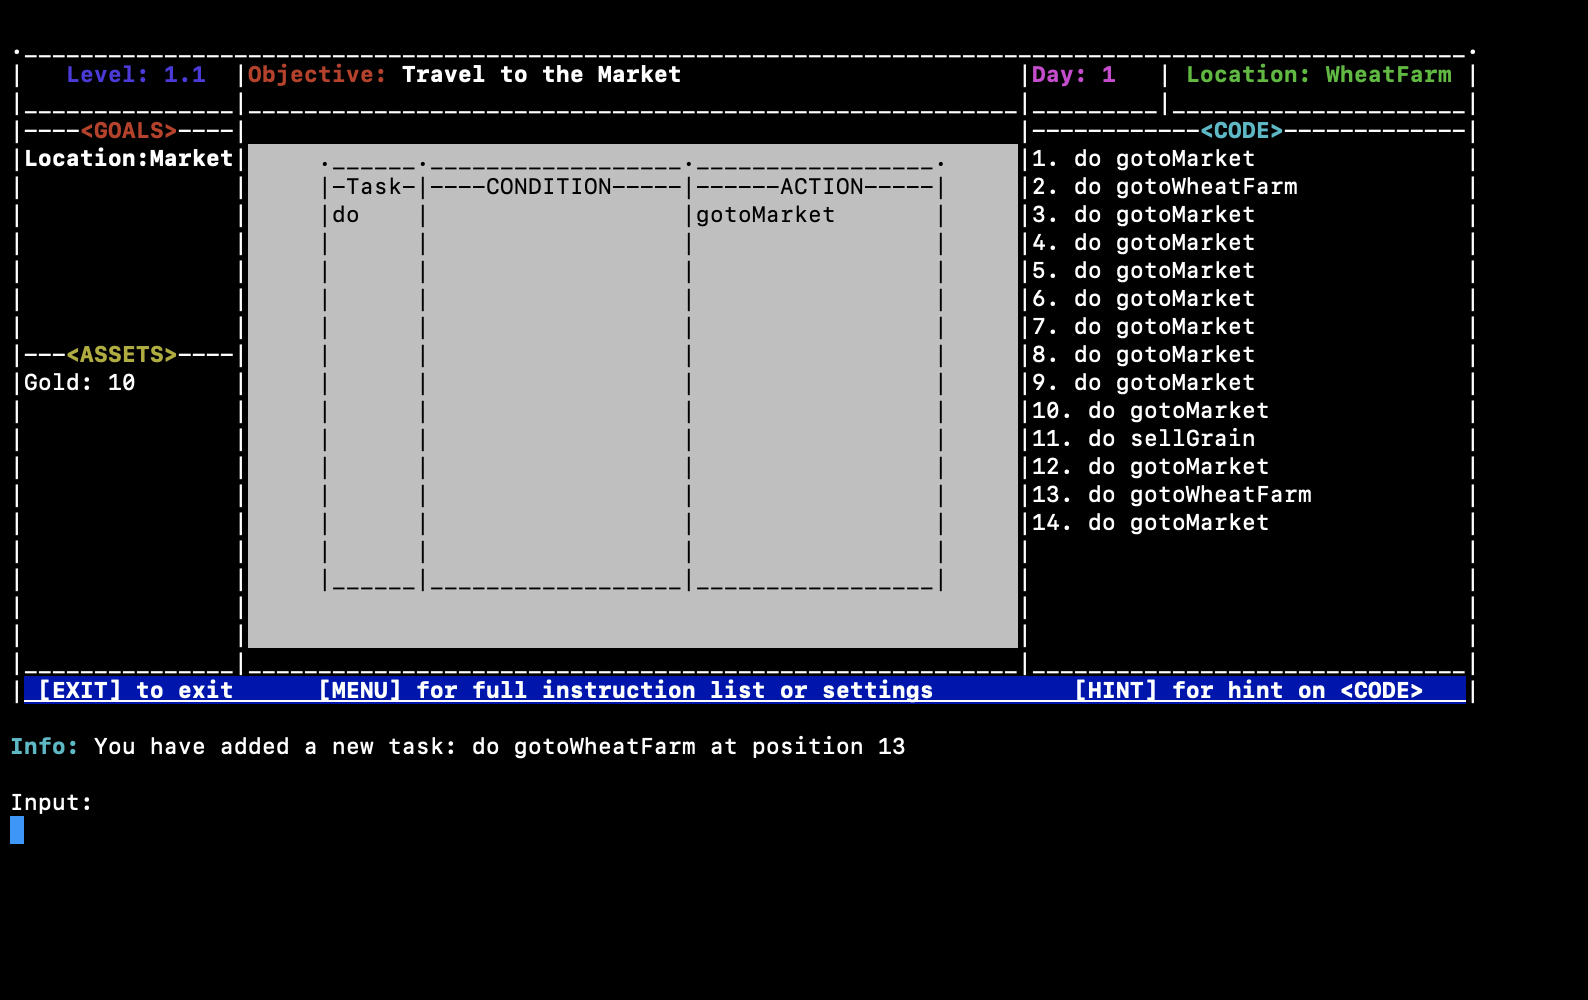 Level: 1.1 Objective: Travel to the Market Day: 1 Location: WheatFarm
----<GOALS>----
Location:Market
---<ASSETS>----
Gold: 10
-Task- ----CONDITION----- ------ACTION-----
do gotoMarket
------------<CODE>-------------
1. do gotoMarket
2. do gotoWheatFarm
3. do gotoMarket
4. do gotoMarket
5. do gotoMarket
6. do gotoMarket
7. do gotoMarket
8. do gotoMarket
9. do gotoMarket
10. do gotoMarket
11. do sellGrain
12. do gotoMarket
13. do gotoWheatFarm
14. do gotoMarket
[EXIT] to exit [MENU] for full instruction list or settings [HINT] for hint on <CODE>
Info: You have added a new task: do gotoWheatFarm at position 13
Input: